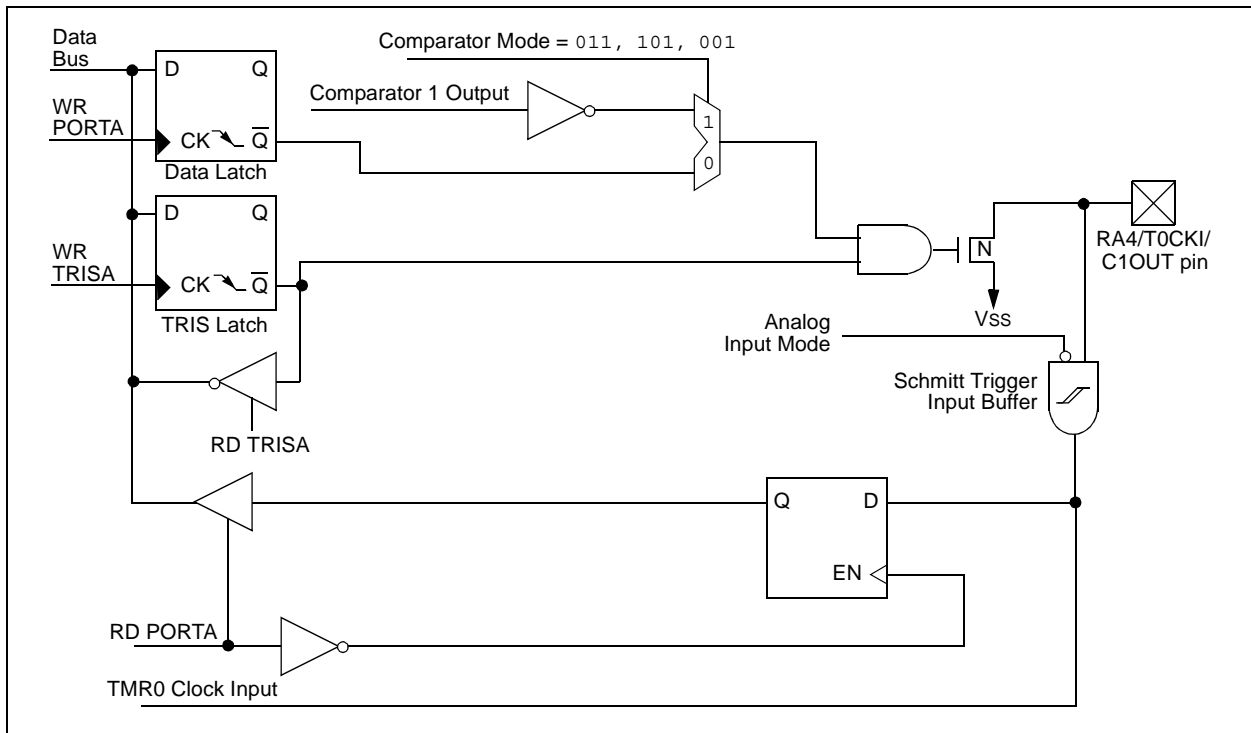 Data
Bus
Comparator Mode = 011, 101, 001
D Q
WR
PORTA
Comparator 1 Output
CK Q
1
0
Data Latch
D Q
WR
TRISA
CK Q
N
RA4/T0CKI/
C1OUT pin
TRIS Latch
VSS
Analog
Input Mode
Schmitt Trigger
Input Buffer
RD TRISA
Q D
EN
RD PORTA
TMR0 Clock Input